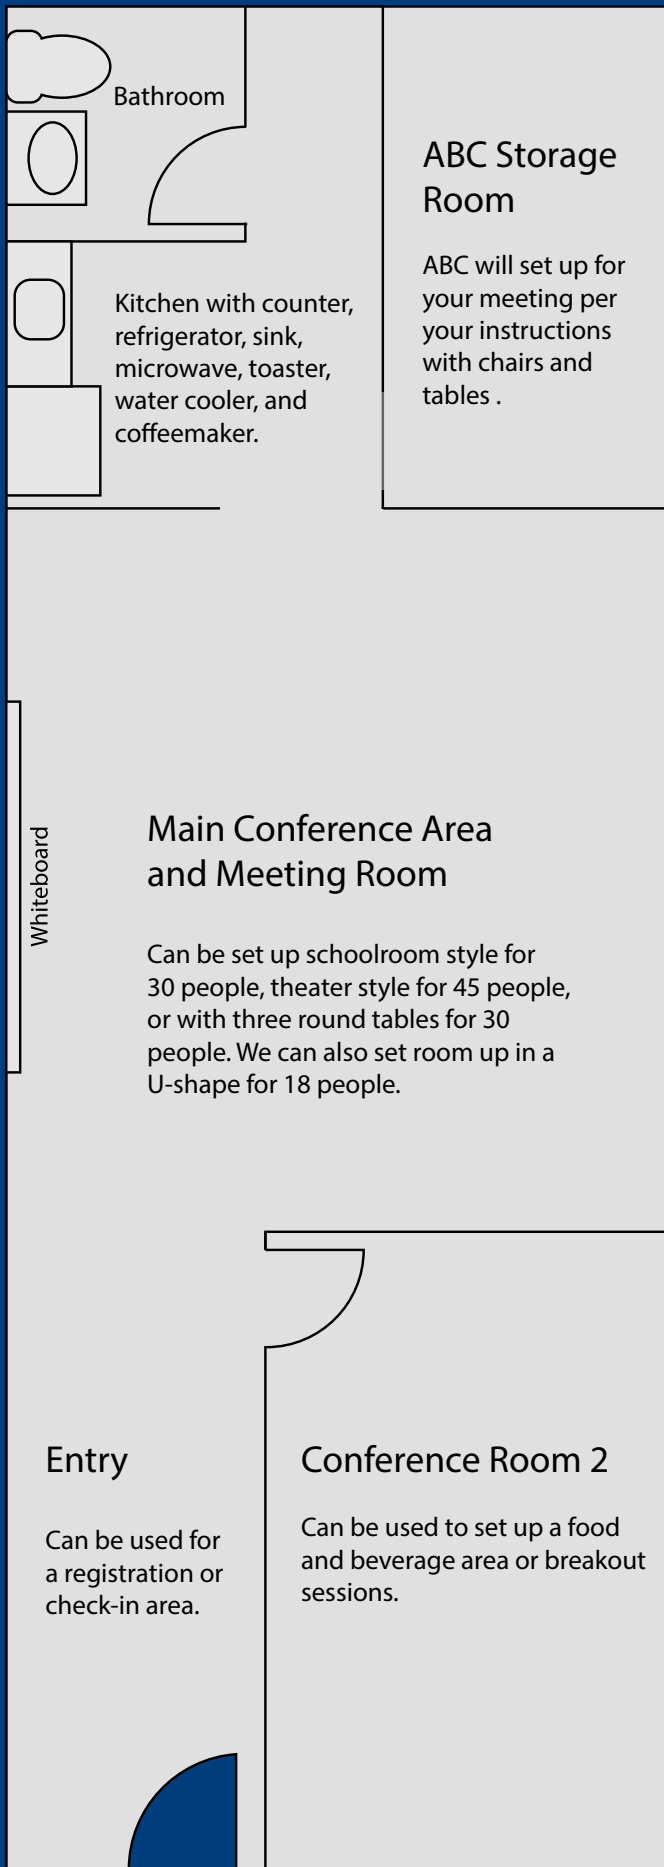 Bathroom
ABC Storage
Room
ABC will set up for
your meeting per
your instructions
with chairs and
tables .
Kitchen with counter,
refrigerator, sink,
microwave, toaster,
water cooler, and
coffeemaker.
Whiteboard
Main Conference Area
and Meeting Room
Can be set up schoolroom style for
30 people, theater style for 45 people,
or with three round tables for 30
people. We can also set room up in a
U-shape for 18 people.
Entry
Can be used for
a registration or
check-in area.
Conference Room 2
Can be used to set up a food
and beverage area or breakout
sessions.